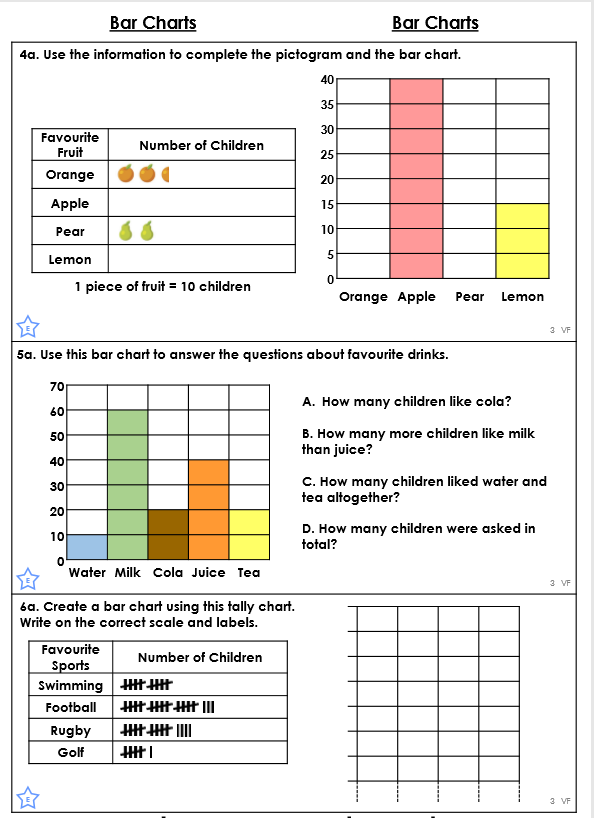 Bar Charts
Bar Charts
4a. Use the information to complete the pictogram and the bar chart.
Favourite
Fruit
Number of Children
Orange
Apple
Pear
Lemon
1 piece of fruit = 10 children
40
35
30
25
20
15
10
5
0
Orange Apple Pear Lemon
E
3 VF
5a. Use this bar chart to answer the questions about favourite drinks.
70
60
50
40
30
20
10
0
Water Milk Cola Juice Tea
A. How many children like cola?
B. How many more children like milk
than juice?
C. How many children liked water and
tea altogether?
D. How many children were asked in
total?
E
3 VF
6a. Create a bar chart using this tally chart.
Write on the correct scale and labels.
Favourite
Sports
Number of Children
Swimming
Football
Rugby
Golf
E
3 VF